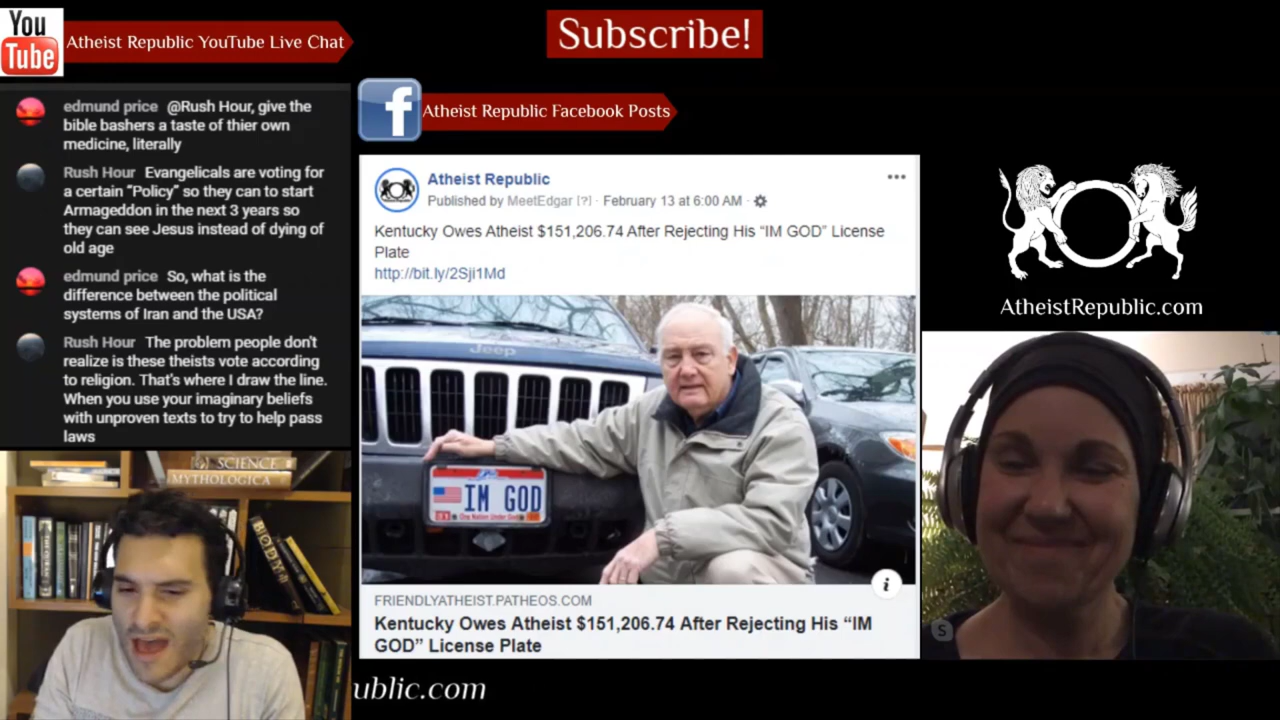 You
Tube
Atheist Republic YouTube Live Chat
Subscribe!
edmund price @Rush Hour, give the
bible bashers a taste of thier own
medicine, literally
Rush Hour Evangelicals are voting for
a certain “Policy” so they can to start
Armageddon in the next 3 years so
they can see Jesus instead of dying of
old age
edmund price So, what is the
difference between the political
systems of Iran and the USA?
Rush Hour The problem people don't
realize is these theists vote according
to religion. That's where I draw the line.
When you use your imaginary beliefs
with unproven texts to try to help pass
laws
f
Atheist Republic Facebook Posts
Atheist Republic
Published by MeetEdgar [?] · February 13 at 6:00 AM ·
Kentucky Owes Atheist $151,206.74 After Rejecting His “IM GOD” License
Plate
http://bit.ly/2Sji1Md
Jeep
IM GOD
One Nation Under God
i
FRIENDLYATHEIST.PATHEOS.COM
Kentucky Owes Atheist $151,206.74 After Rejecting His “IM
GOD” License Plate
AtheistRepublic.com
S
SCIENCE
MYTHOLOGICA
BODY
ublic.com